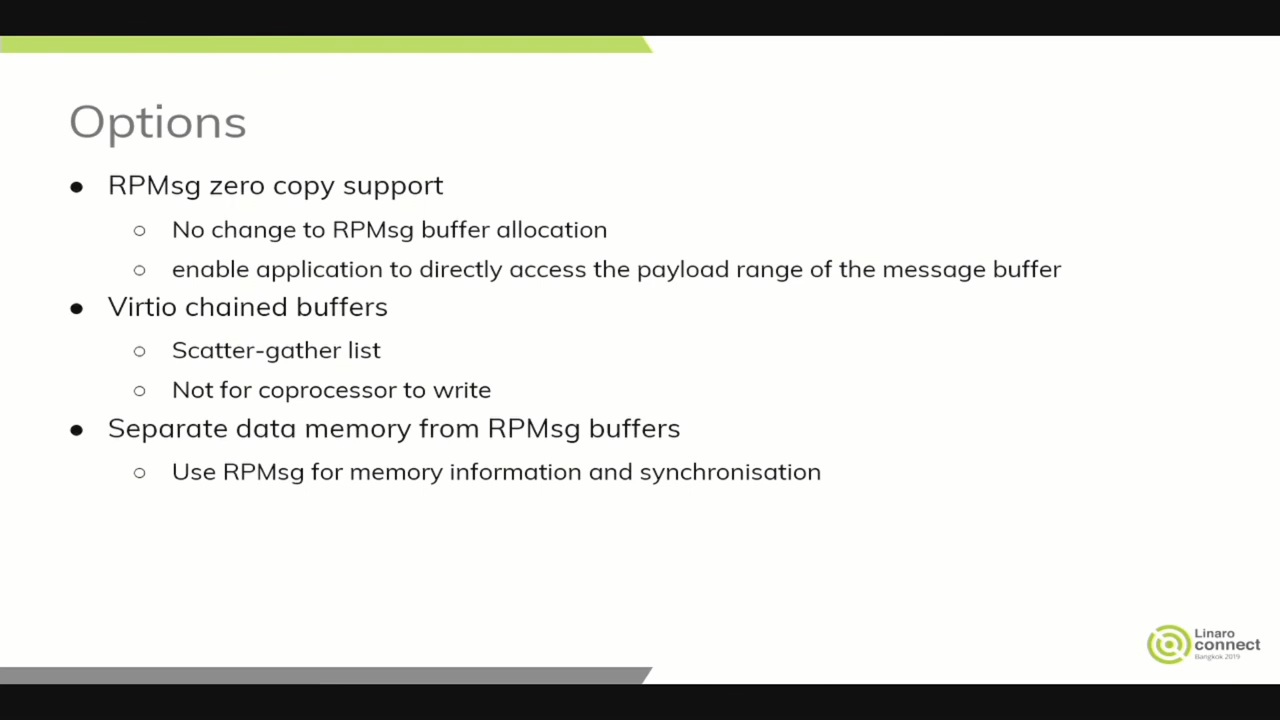 Options
● RPMsg zero copy support
○ No change to RPMsg buffer allocation
○ enable application to directly access the payload range of the message buffer
● Virtio chained buffers
○ Scatter-gather list
○ Not for coprocessor to write
● Separate data memory from RPMsg buffers
○ Use RPMsg for memory information and synchronisation
Linaro
connect
Bangkok 2019